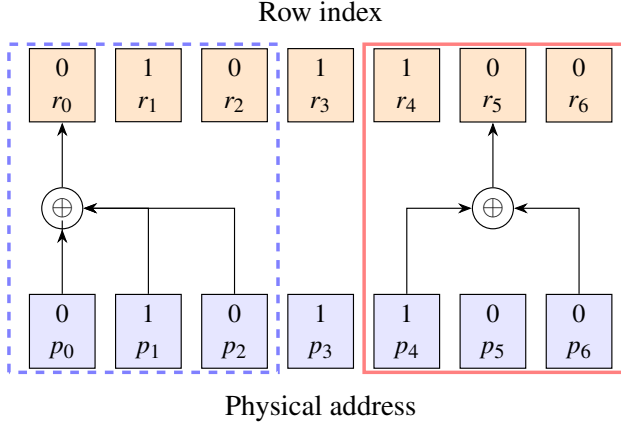 Row index
0 1 0 1 1 0 0
r0 r1 r2 r3 r4 r5 r6
⊕ ⊕
0 1 0 1 1 0 0
p0 p1 p2 p3 p4 p5 p6
Physical address